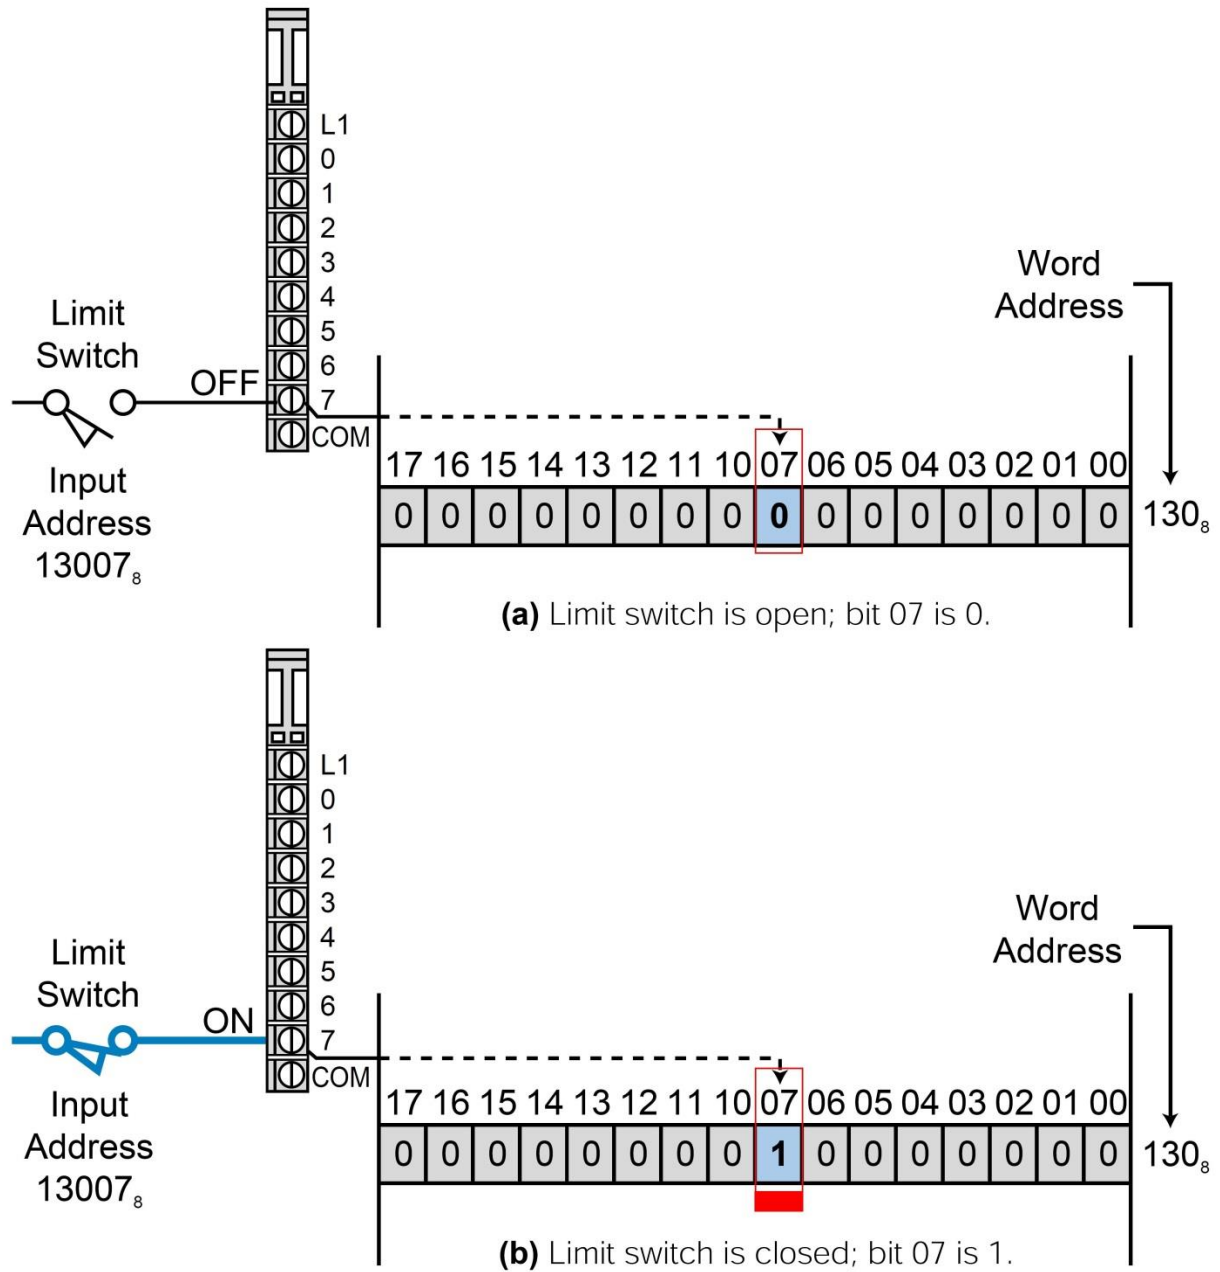 L1
0
1
2
3
4
5
6
7
COM
Limit
Switch
OFF
Input
Address
13007₈
Word
Address
17 16 15 14 13 12 11 10 07 06 05 04 03 02 01 00
0 0 0 0 0 0 0 0 0 0 0 0 0 0 0 0 130₈
(a) Limit switch is open; bit 07 is 0.
L1
0
1
2
3
4
5
6
7
COM
Limit
Switch
ON
Input
Address
13007₈
Word
Address
17 16 15 14 13 12 11 10 07 06 05 04 03 02 01 00
0 0 0 0 0 0 0 0 1 0 0 0 0 0 0 0 130₈
(b) Limit switch is closed; bit 07 is 1.